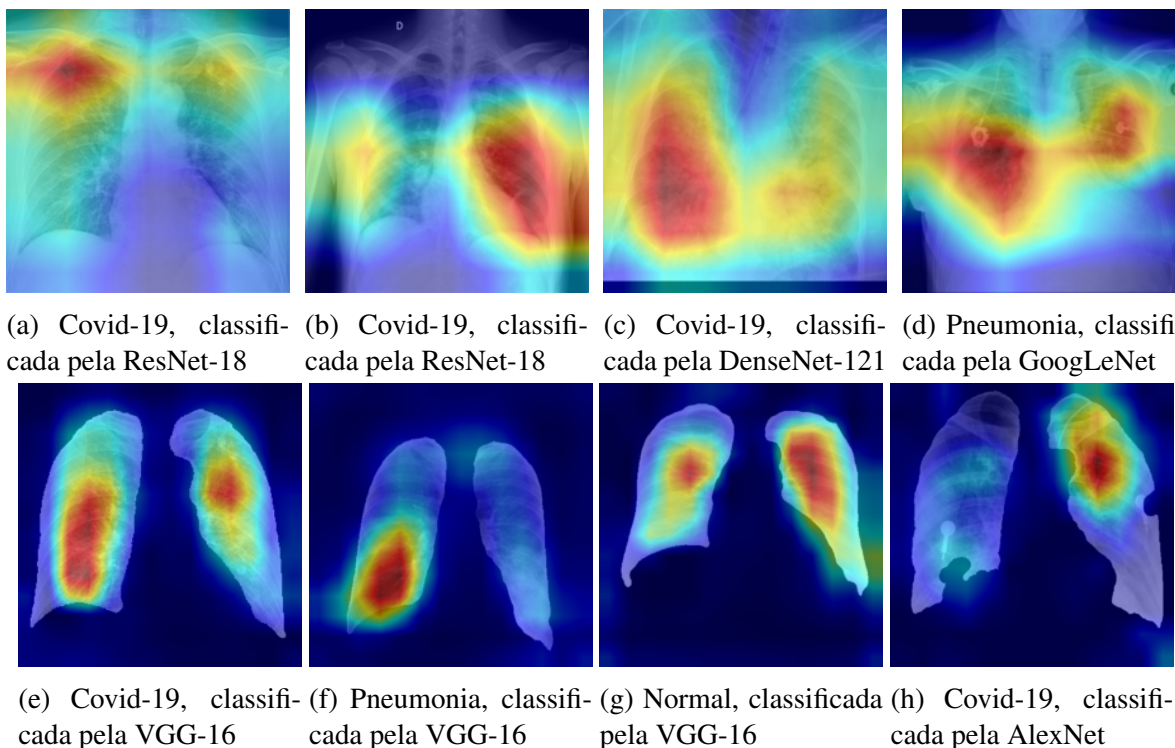 D
(a) Covid-19, classifi-
cada pela ResNet-18
(b) Covid-19, classifi-
cada pela ResNet-18
(c) Covid-19, classifi-
cada pela DenseNet-121
(d) Pneumonia, classifi
cada pela GoogLeNet
(e) Covid-19, classifi-
cada pela VGG-16
(f) Pneumonia, classifi-
cada pela VGG-16
(g) Normal, classificada
pela VGG-16
(h) Covid-19, classifi-
cada pela AlexNet